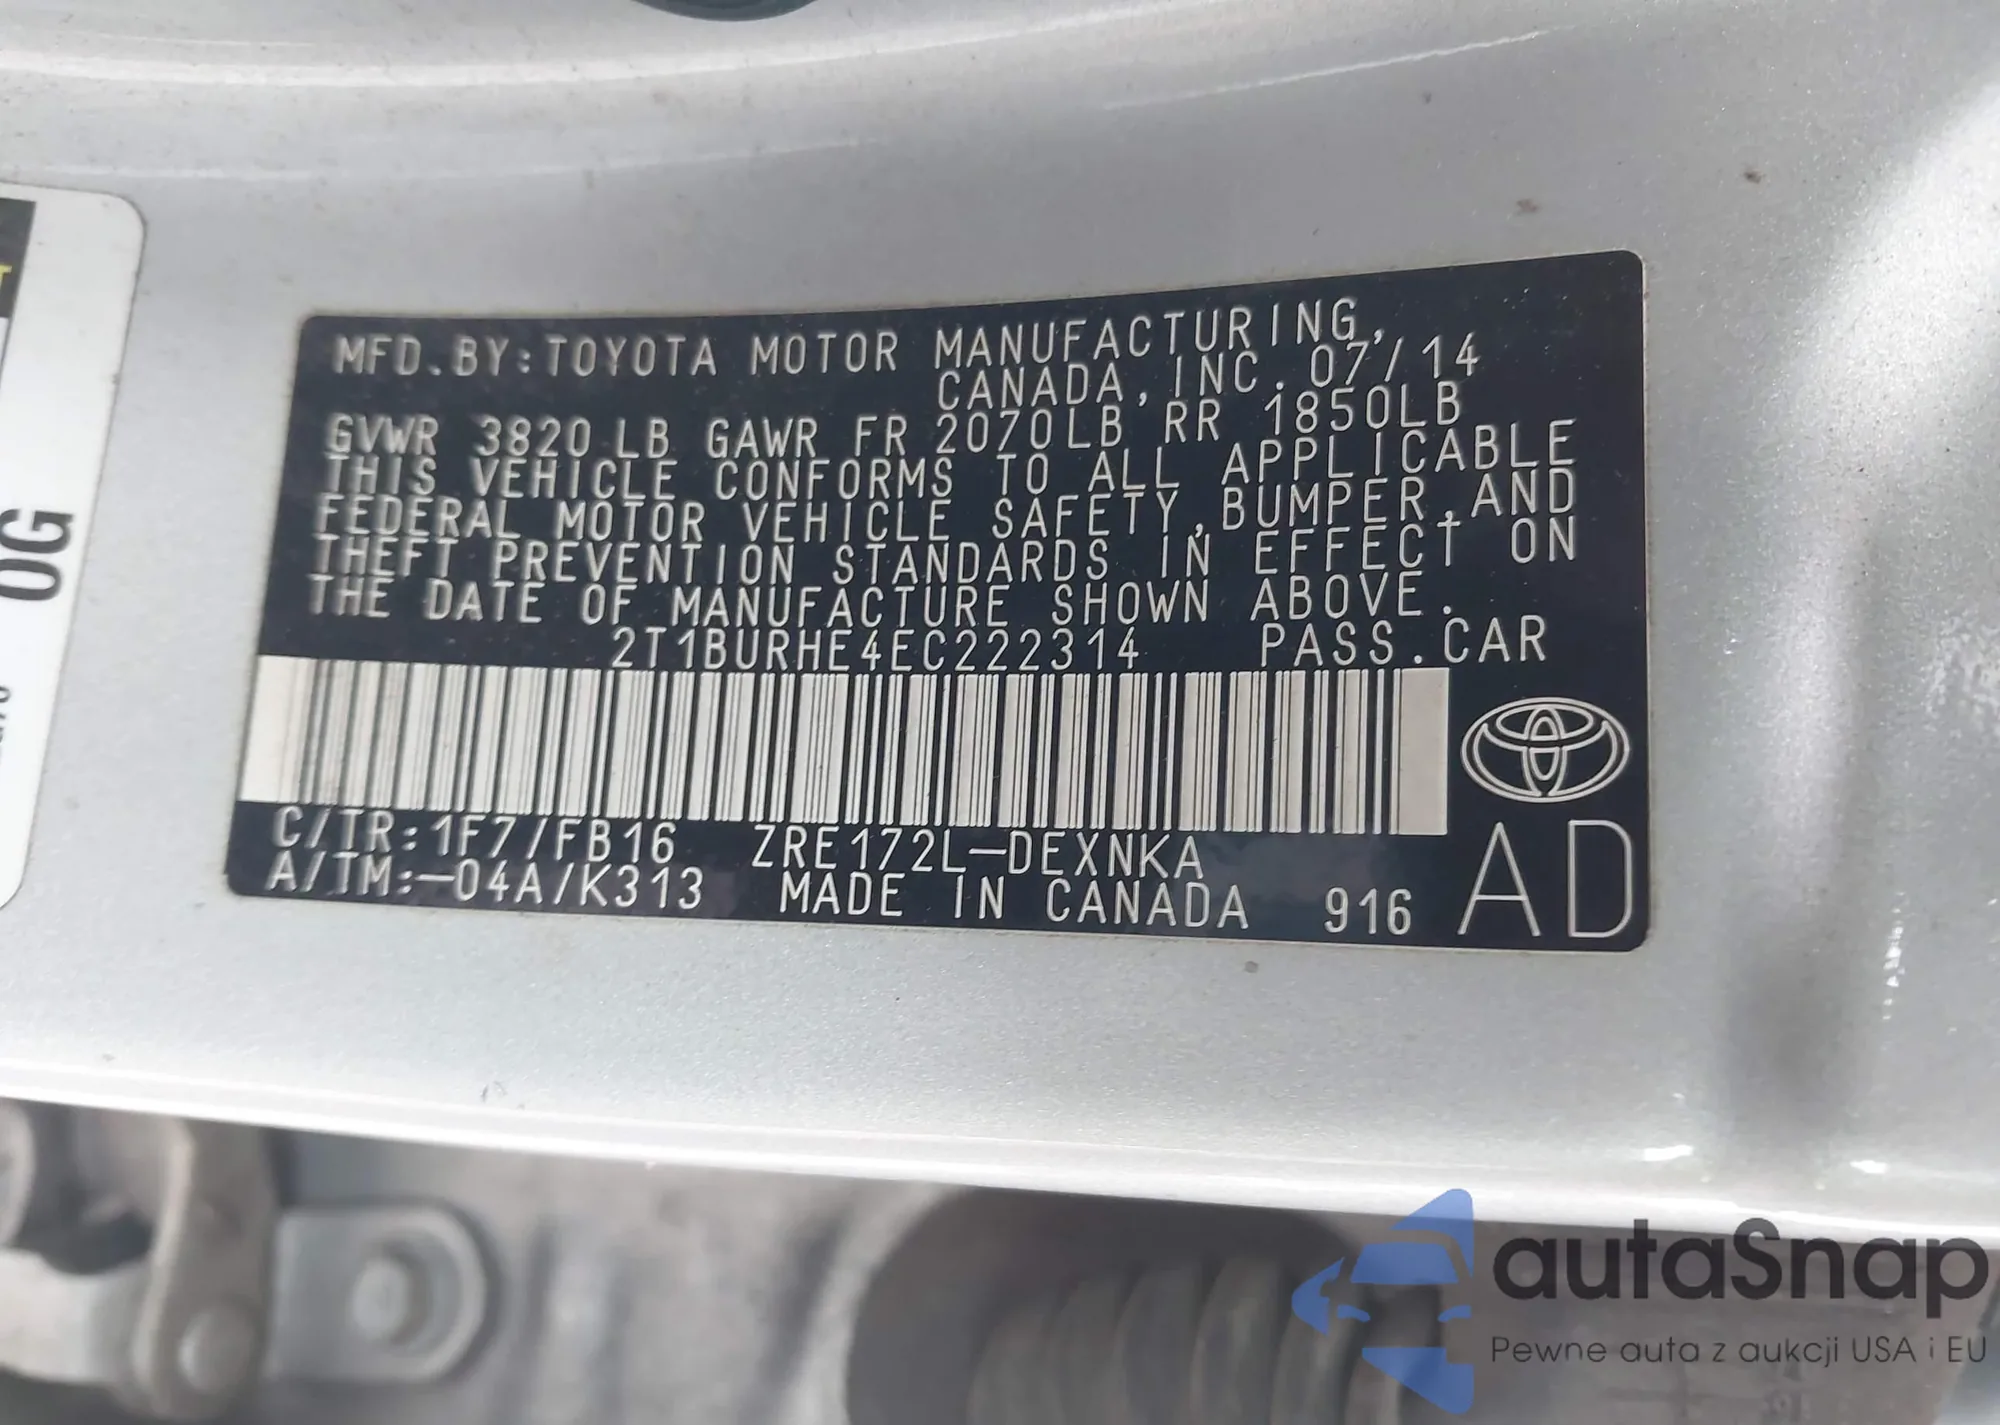 MFD.BY:TOYOTA MOTOR MANUFACTURING,
CANADA,INC. 07/14
GVWR 3820 LB GAWR FR 2070LB RR 1850LB
THIS VEHICLE CONFORMS TO ALL APPLICABLE
FEDERAL MOTOR VEHICLE SAFETY,BUMPER,AND
THEFT PREVENTION STANDARDS IN EFFECT ON
THE DATE OF MANUFACTURE SHOWN ABOVE.
2T1BURHE4EC222314 PASS.CAR
C/TR:1F7/FB16 ZRE172L-DEXNKA
A/TM:-04A/K313 MADE IN CANADA 916 AD
OG
autaSnap
Pewne auta z aukcji USA i EU